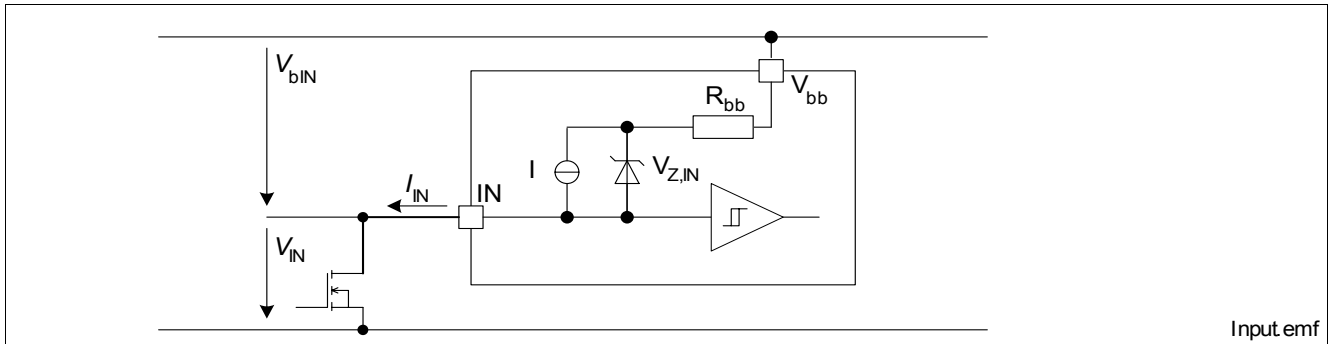 V_bIN
V_bb
R_bb
I
V_Z,IN
I_IN
IN
V_IN
Input.emf